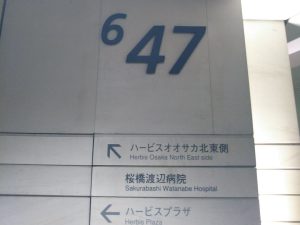 6 47
ハービスオオサカ北東側
Herbis Osaka North East side
桜橋渡辺病院
Sakurabashi Watanabe Hospital
ハービスプラザ
Herbis Plaza